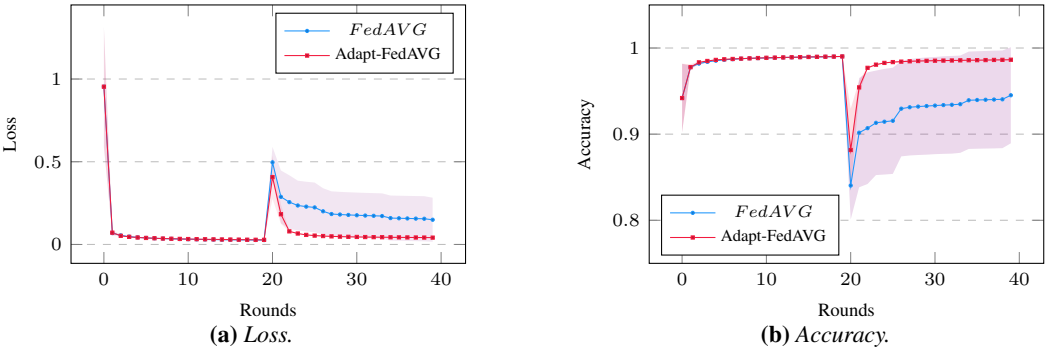 FedAVG
Adapt-FedAVG
1
0.5
0
Loss
0 10 20 30 40
Rounds
(a) Loss.
1
0.9
0.8
Accuracy
FedAVG
Adapt-FedAVG
0 10 20 30 40
Rounds
(b) Accuracy.